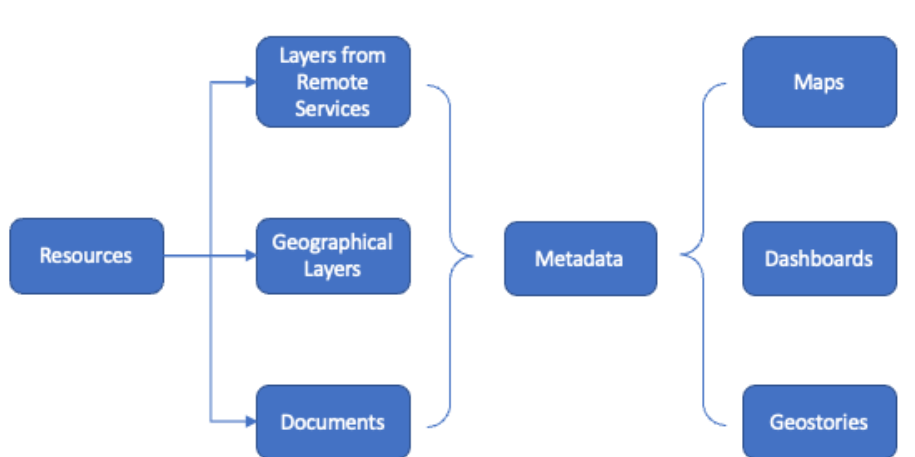 Layers from
Remote
Services
Maps
Resources
Geographical
Layers
Metadata
Dashboards
Documents
Geostories